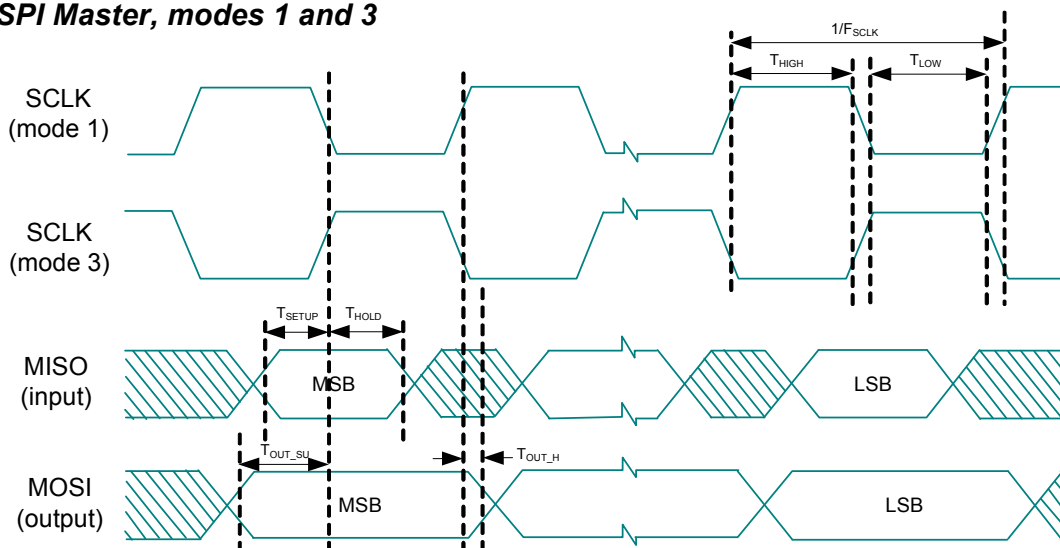 SPI Master, modes 1 and 3
1/FSCLK
THIGH
TLOW
SCLK
(mode 1)
SCLK
(mode 3)
TSETUP
THOLD
MISO
(input)
MSB
LSB
TOUT_SU
TOUT_H
MOSI
(output)
MSB
LSB